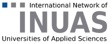 International Network of
INUAS
Universities of Applied Sciences